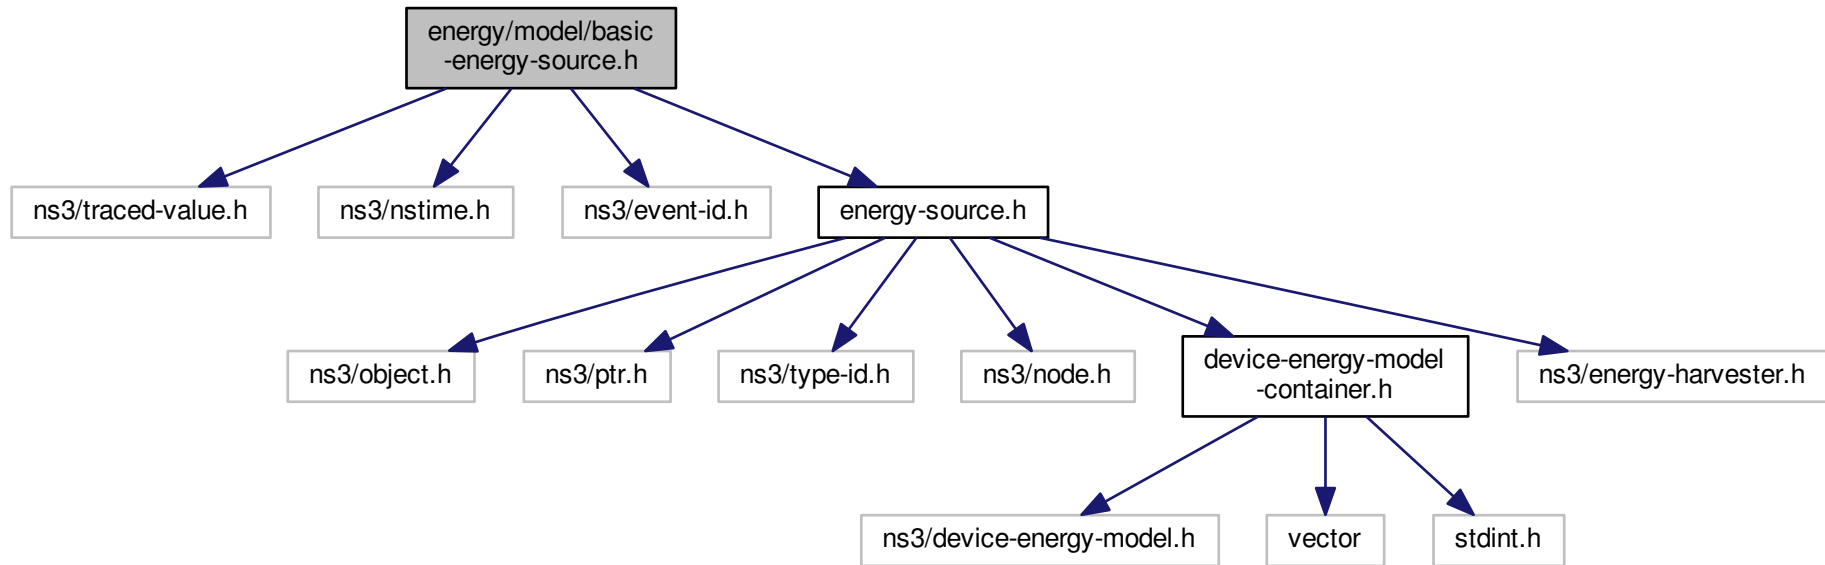 energy/model/basic
-energy-source.h
ns3/traced-value.h
ns3/nstime.h
ns3/event-id.h
energy-source.h
ns3/object.h
ns3/ptr.h
ns3/type-id.h
ns3/node.h
device-energy-model
-container.h
ns3/energy-harvester.h
ns3/device-energy-model.h
vector
stdint.h